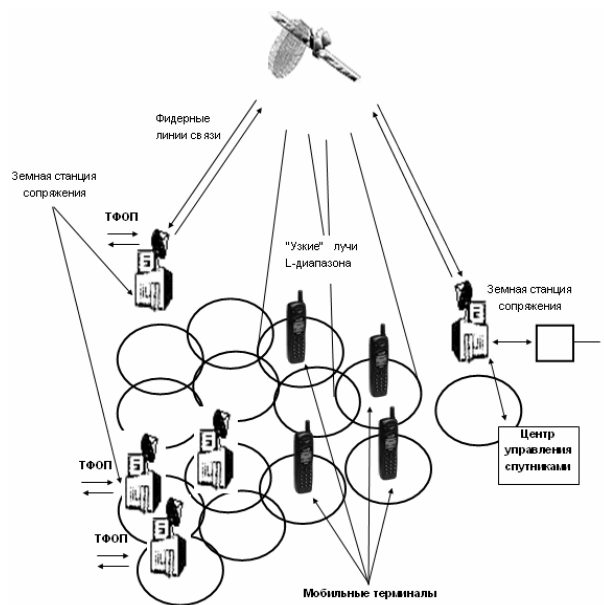 Фидерные
линии связи
Земная станция
сопряжения
ТФОП
"Узкие" лучи
L-диапазона
Земная станция
сопряжения
Центр
управления
спутниками
ТФОП
ТФОП
Мобильные терминалы